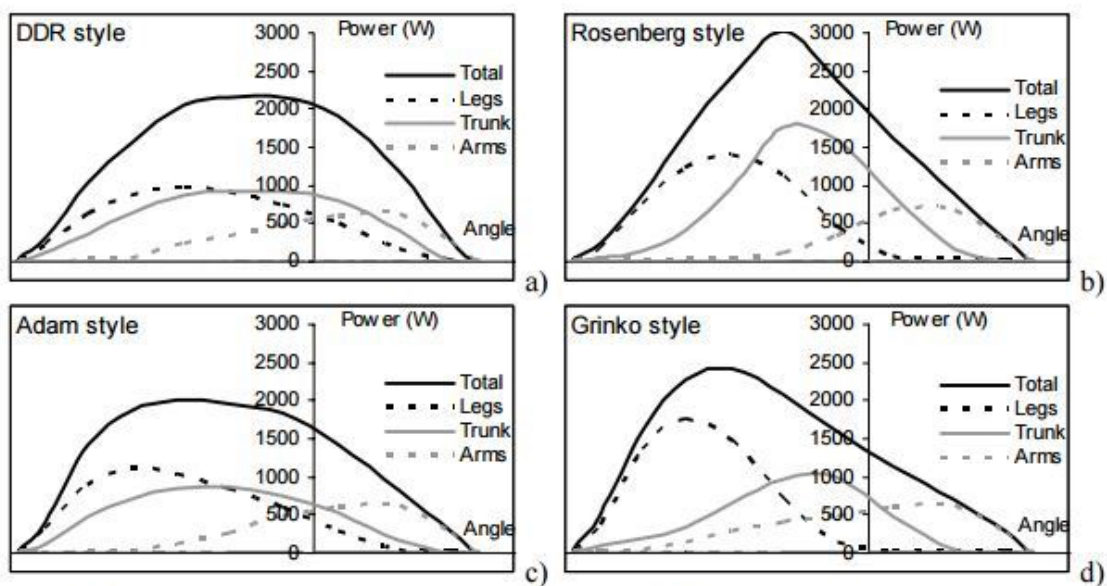 DDR style
Power (W)
3000
2500
2000
1500
1000
500
0
Total
Legs
Trunk
Arms
Angle
a)
Rosenberg style
Power (W)
3000
2500
2000
1500
1000
500
0
Total
Legs
Trunk
Arms
Angle
b)
Adam style
Power (W)
3000
2500
2000
1500
1000
500
0
Total
Legs
Trunk
Arms
Angle
c)
Grinko style
Power (W)
3000
2500
2000
1500
1000
500
0
Total
Legs
Trunk
Arms
Angle
d)